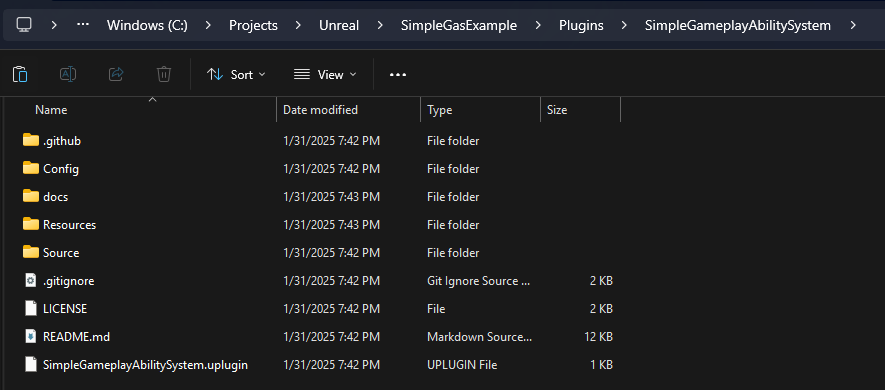 Windows (C:) Projects Unreal SimpleGasExample Plugins SimpleGameplayAbilitySystem
Sort View
Name Date modified Type Size
.github 1/31/2025 7:42 PM File folder
Config 1/31/2025 7:42 PM File folder
docs 1/31/2025 7:43 PM File folder
Resources 1/31/2025 7:43 PM File folder
Source 1/31/2025 7:42 PM File folder
.gitignore 1/31/2025 7:42 PM Git Ignore Source ... 2 KB
LICENSE 1/31/2025 7:42 PM File 2 KB
README.md 1/31/2025 7:42 PM Markdown Source... 12 KB
SimpleGameplayAbilitySystem.uplugin 1/31/2025 7:42 PM UPLUGIN File 1 KB